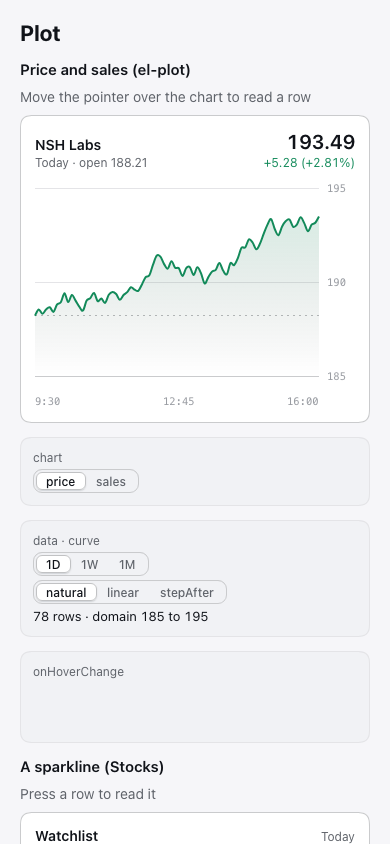 Plot
Price and sales (el-plot)
Move the pointer over the chart to read a row
NSH Labs
193.49
Today · open 188.21
+5.28 (+2.81%)
195
190
185
9:30
12:45
16:00
chart
price
sales
data · curve
1D
1W
1M
natural
linear
stepAfter
78 rows · domain 185 to 195
onHoverChange
A sparkline (Stocks)
Press a row to read it
Watchlist
Today